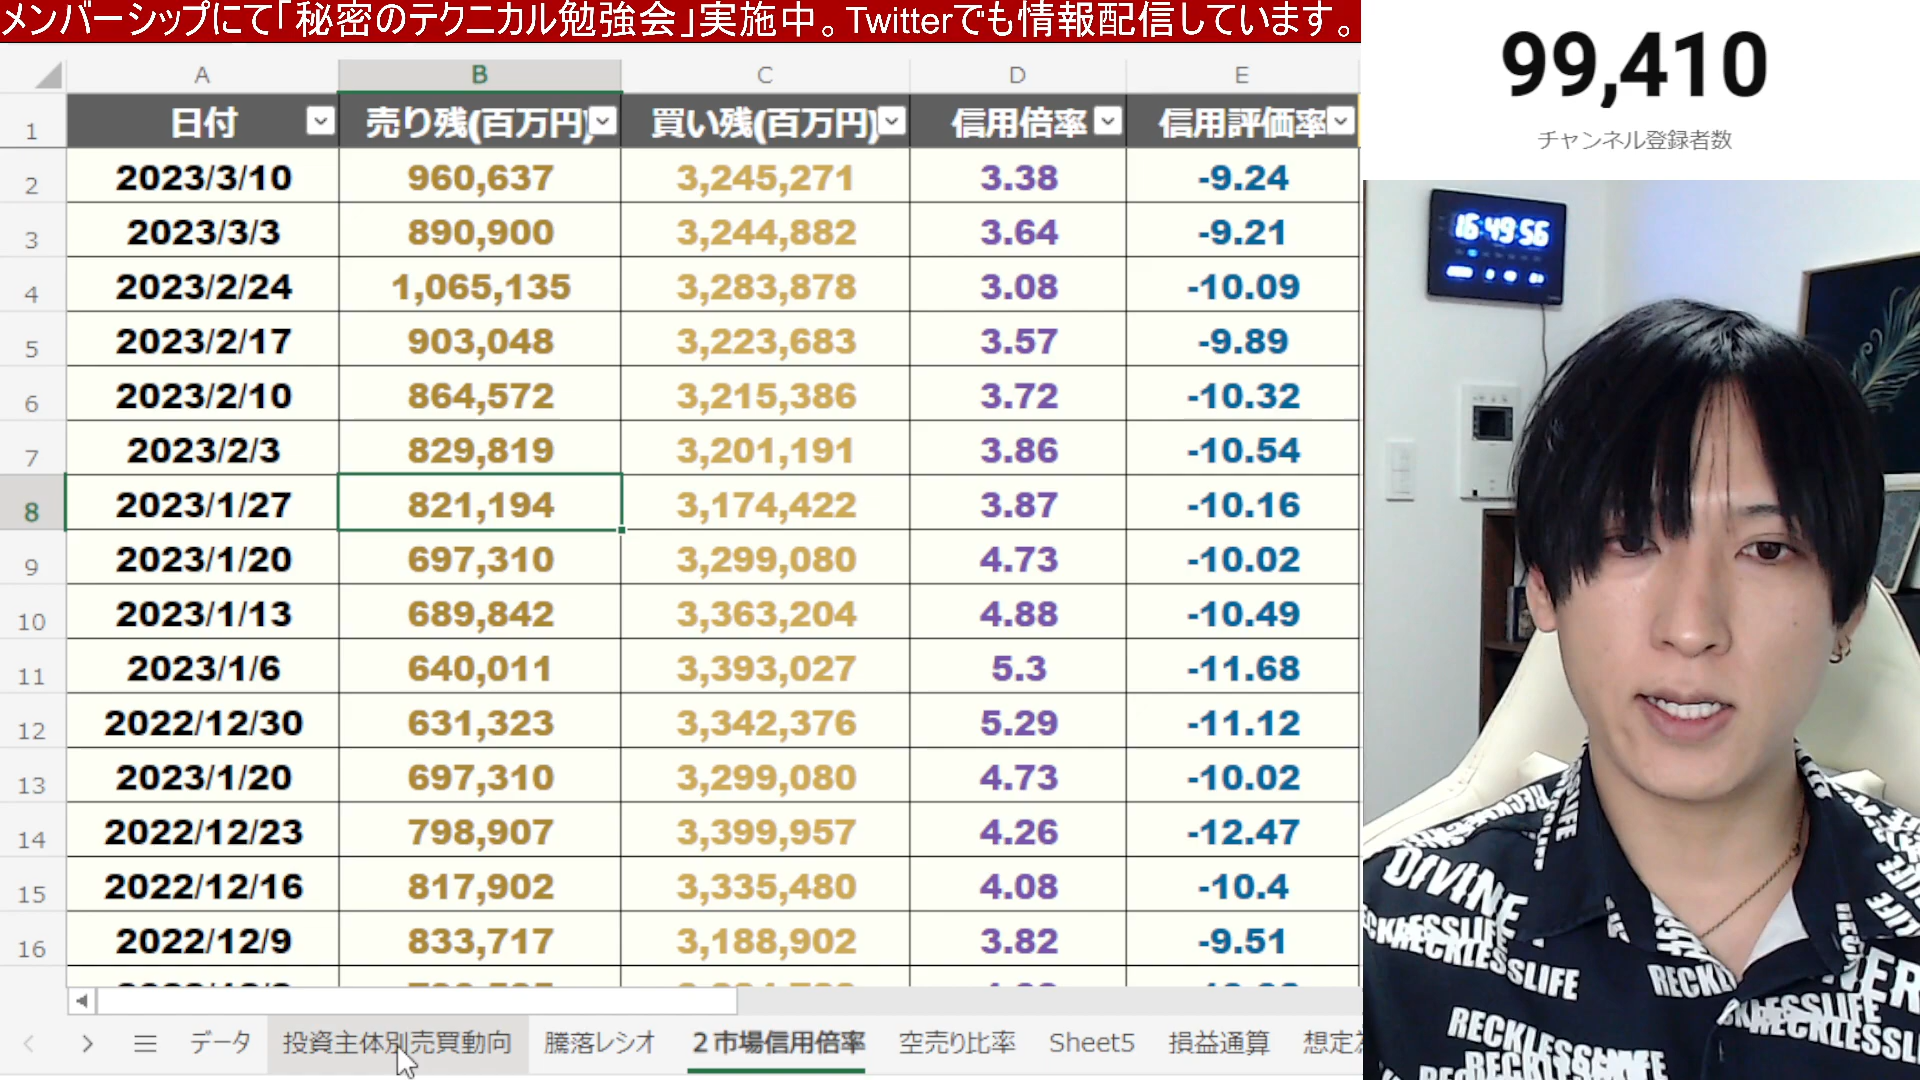 メンバーシップにて「秘密のテクニカル勉強会」実施中。Twitterでも情報配信しています。
99,410
チャンネル登録者数
A B C D E
1 日付 売り残(百万円) 買い残(百万円) 信用倍率 信用評価率
2 2023/3/10 960,637 3,245,271 3.38 -9.24
3 2023/3/3 890,900 3,244,882 3.64 -9.21
4 2023/2/24 1,065,135 3,283,878 3.08 -10.09
5 2023/2/17 903,048 3,223,683 3.57 -9.89
6 2023/2/10 864,572 3,215,386 3.72 -10.32
7 2023/2/3 829,819 3,201,191 3.86 -10.54
8 2023/1/27 821,194 3,174,422 3.87 -10.16
9 2023/1/20 697,310 3,299,080 4.73 -10.02
10 2023/1/13 689,842 3,363,204 4.88 -10.49
11 2023/1/6 640,011 3,393,027 5.3 -11.68
12 2022/12/30 631,323 3,342,376 5.29 -11.12
13 2023/1/20 697,310 3,299,080 4.73 -10.02
14 2022/12/23 798,907 3,399,957 4.26 -12.47
15 2022/12/16 817,902 3,335,480 4.08 -10.4
16 2022/12/9 833,717 3,188,902 3.82 -9.51
データ 投資主体別売買動向 騰落レシオ 2市場信用倍率 空売り比率 Sheet5 損益通算 想定
16:49:56
DIVINE
RECKLESSLIFE
RECKLESSLIFE
RECKLESSLIFE